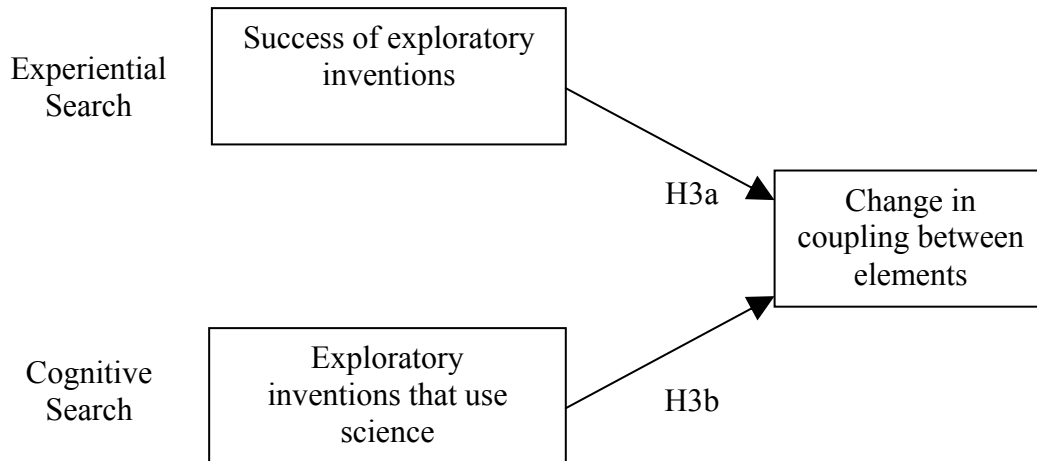 Experiential
Search
Success of exploratory
inventions
H3a
Change in
coupling between
elements
Cognitive
Search
Exploratory
inventions that use
science
H3b